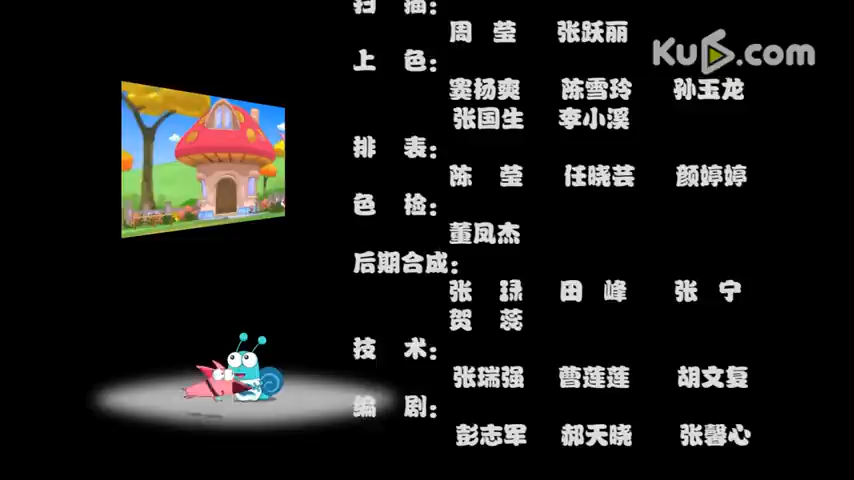 扫 描:
周 莹 张跃丽
Ku6.com
上 色:
窦杨爽 陈雪玲 孙玉龙
张国生 李小溪
排 表:
陈 莹 任晓芸 颜婷婷
色 检:
董凤杰
后期合成:
张 琭 田 峰 张 宁
贺 蕊
技 术:
张瑞强 曹莲莲 胡文复
编 剧:
彭志军 郝天晓 张馨心